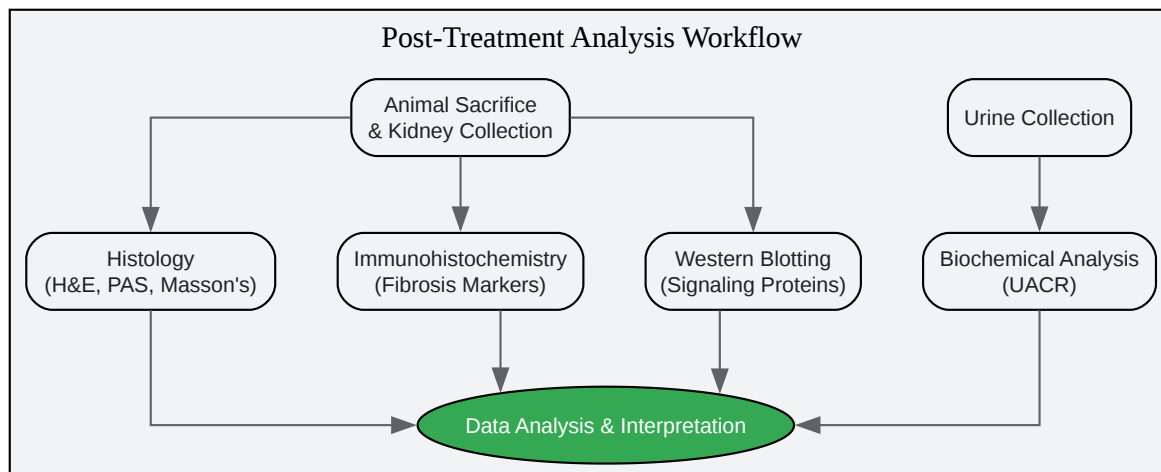 Post-Treatment Analysis Workflow
Animal Sacrifice
& Kidney Collection
Urine Collection
Histology
(H&E, PAS, Masson's)
Immunohistochemistry
(Fibrosis Markers)
Western Blotting
(Signaling Proteins)
Biochemical Analysis
(UACR)
Data Analysis & Interpretation